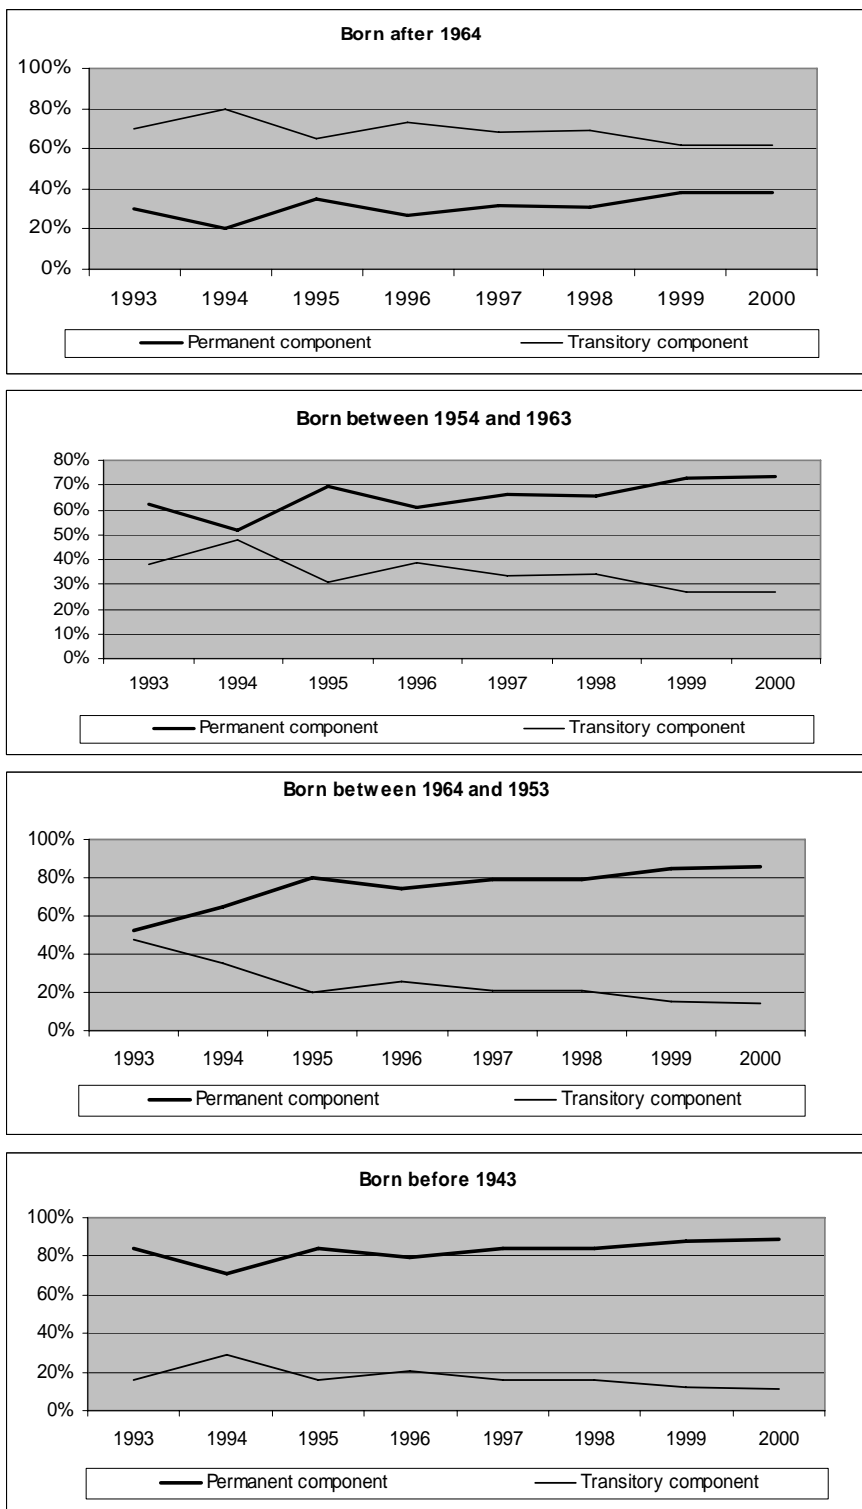 Born after 1964
100%
80%
60%
40%
20%
0%
1993 1994 1995 1996 1997 1998 1999 2000
Permanent component Transitory component
Born between 1954 and 1963
80%
70%
60%
50%
40%
30%
20%
10%
0%
1993 1994 1995 1996 1997 1998 1999 2000
Permanent component Transitory component
Born between 1964 and 1953
100%
80%
60%
40%
20%
0%
1993 1994 1995 1996 1997 1998 1999 2000
Permanent component Transitory component
Born before 1943
100%
80%
60%
40%
20%
0%
1993 1994 1995 1996 1997 1998 1999 2000
Permanent component Transitory component